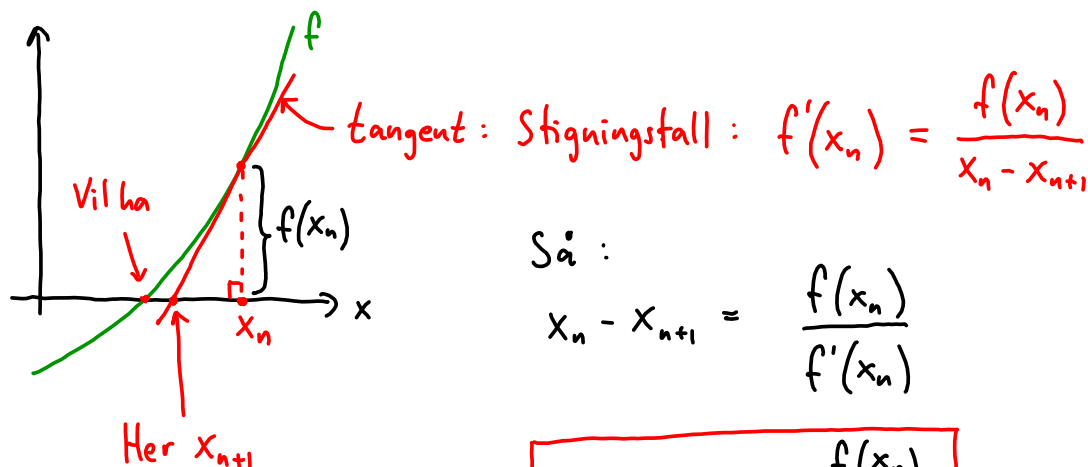 f
tangent: Stigningstall: f'(xₙ) = f(xₙ) / (xₙ - xₙ₊₁)
Vil ha
f(xₙ)
Så:
x
xₙ
xₙ - xₙ₊₁ = f(xₙ) / f'(xₙ)
Her xₙ₊₁
f(xₙ)